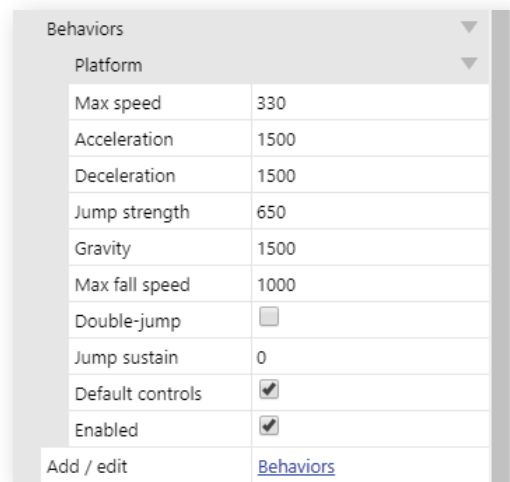 Behaviors
Platform
Max speed 330
Acceleration 1500
Deceleration 1500
Jump strength 650
Gravity 1500
Max fall speed 1000
Double-jump
Jump sustain 0
Default controls
Enabled
Add / edit Behaviors